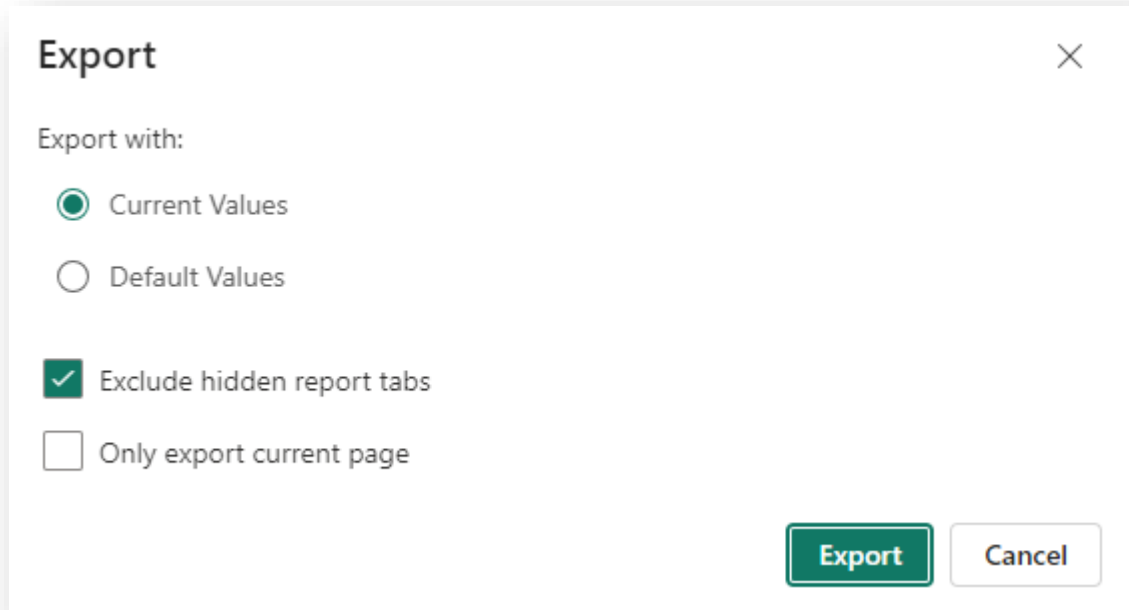 Export
Export with:
Current Values
Default Values
Exclude hidden report tabs
Only export current page
Export Cancel